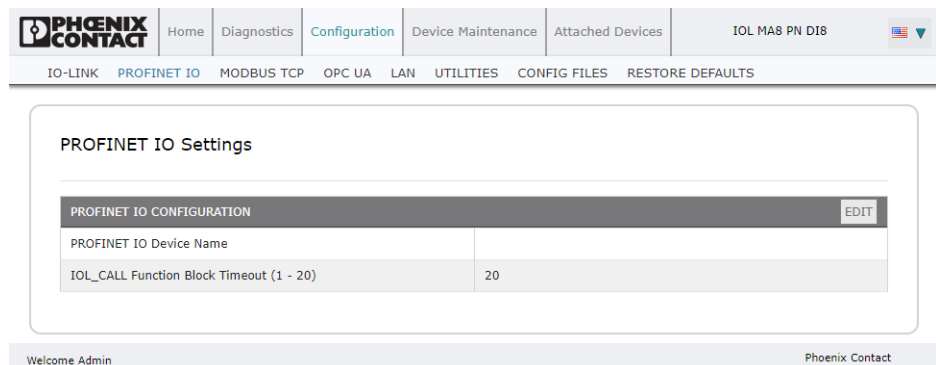 PHŒNIX CONTACT
Home Diagnostics Configuration Device Maintenance Attached Devices IOL MA8 PN DI8
IO-LINK PROFINET IO MODBUS TCP OPC UA LAN UTILITIES CONFIG FILES RESTORE DEFAULTS
PROFINET IO Settings
PROFINET IO CONFIGURATION EDIT
PROFINET IO Device Name
IOL_CALL Function Block Timeout (1 - 20) 20
Welcome Admin Phoenix Contact